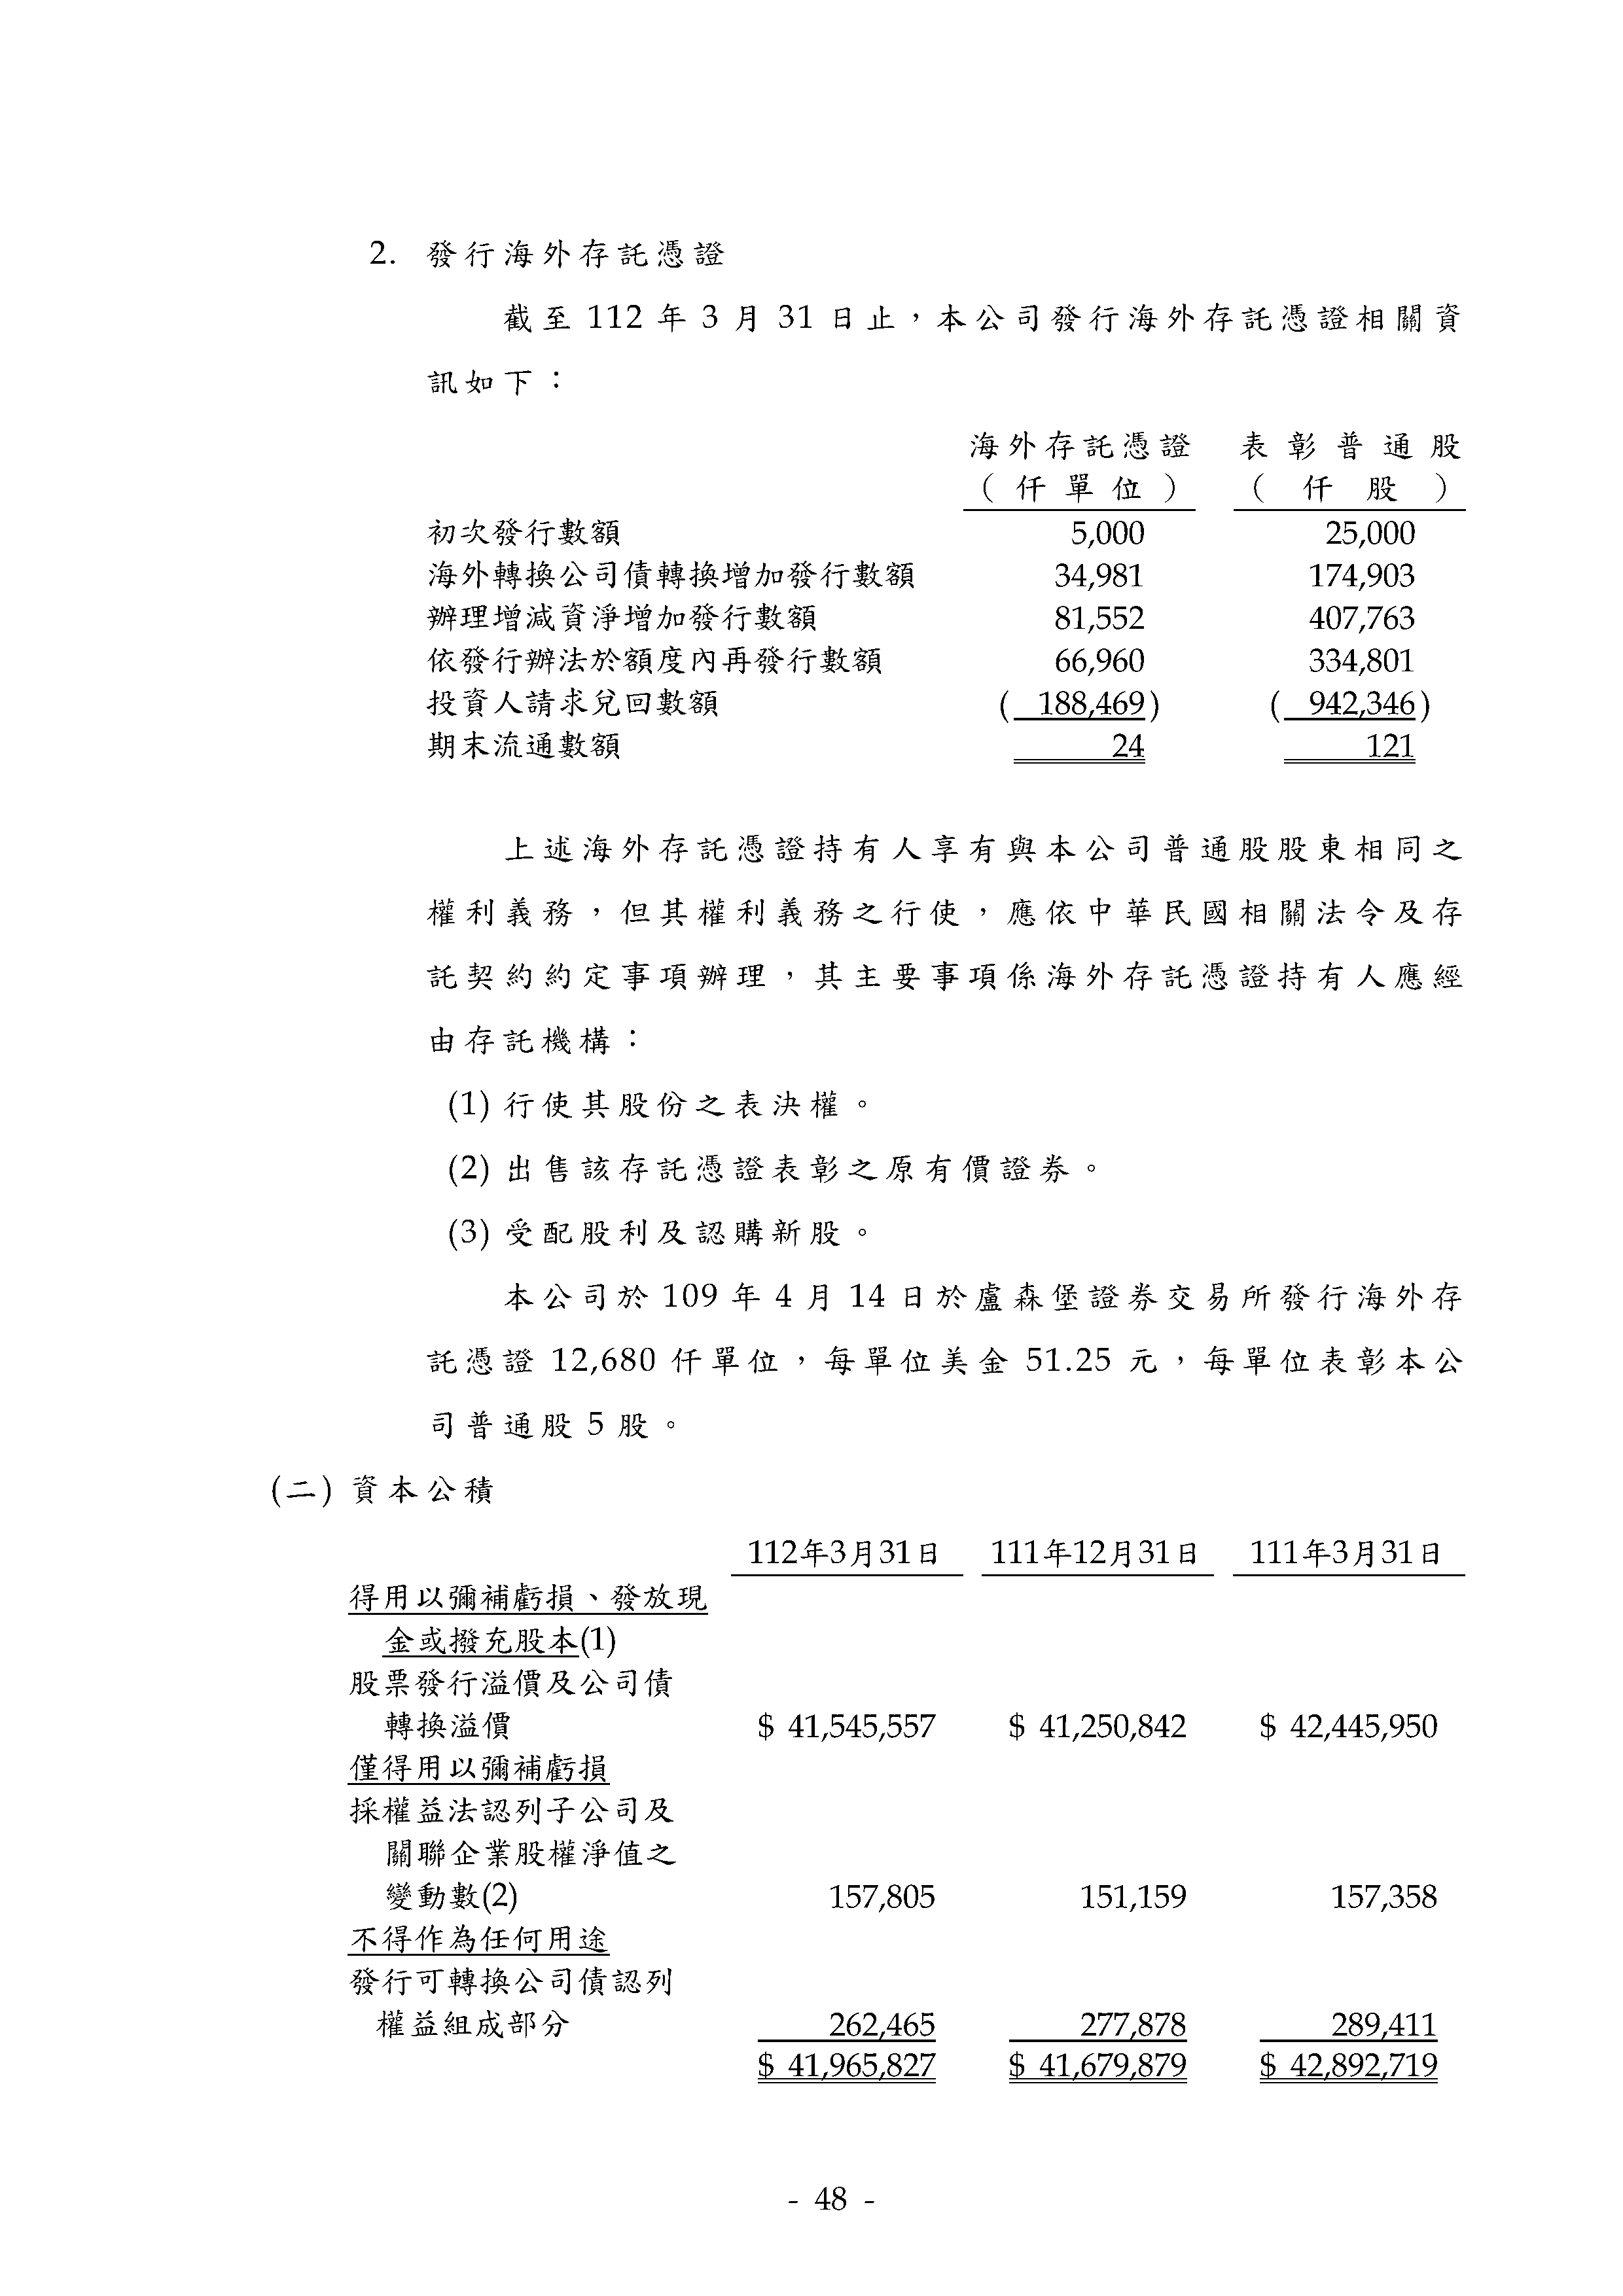 2. 發行海外存託憑證
截至 112 年 3 月 31 日止，本公司發行海外存託憑證相關資
訊如下：
海外存託憑證 表彰普通股
（仟單位） （仟股）
初次發行數額 5,000 25,000
海外轉換公司債轉換增加發行數額 34,981 174,903
辦理增減資淨增加發行數額 81,552 407,763
依發行辦法於額度內再發行數額 66,960 334,801
投資人請求兌回數額 ( 188,469) ( 942,346)
期末流通數額 24 121
上述海外存託憑證持有人享有與本公司普通股股東相同之
權利義務，但其權利義務之行使，應依中華民國相關法令及存
託契約約定事項辦理，其主要事項係海外存託憑證持有人應經
由存託機構：
(1) 行使其股份之表決權。
(2) 出售該存託憑證表彰之原有價證券。
(3) 受配股利及認購新股。
本公司於 109 年 4 月 14 日於盧森堡證券交易所發行海外存
託憑證 12,680 仟單位，每單位美金 51.25 元，每單位表彰本公
司普通股 5 股。
(二) 資本公積
112年3月31日 111年12月31日 111年3月31日
得用以彌補虧損、發放現
金或撥充股本(1)
股票發行溢價及公司債
轉換溢價 $ 41,545,557 $ 41,250,842 $ 42,445,950
僅得用以彌補虧損
採權益法認列子公司及
關聯企業股權淨值之
變動數(2) 157,805 151,159 157,358
不得作為任何用途
發行可轉換公司債認列
權益組成部分 262,465 277,878 289,411
$ 41,965,827 $ 41,679,879 $ 42,892,719
- 48 -